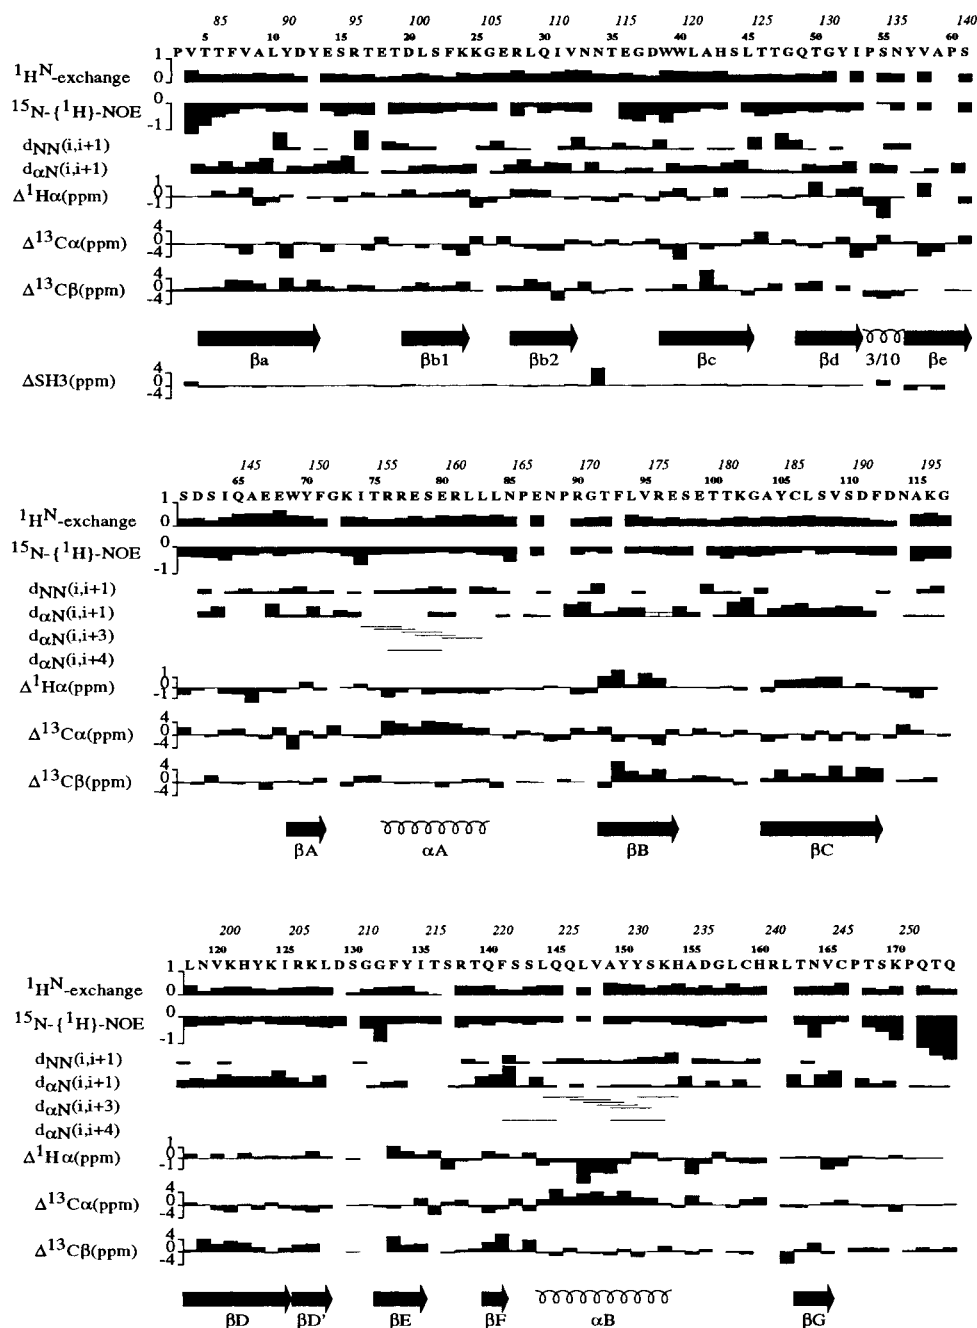 85 90 95 100 105 110 115 120 125 130 135 140
1 5 10 15 20 25 30 35 40 45 50 55 60
P V T T F V A L Y D Y E S R T E T D L S F K K G E R L Q I V N N T E G D W W L A H S L T T G Q T G Y I P S N Y V A P S
1
¹Hᴺ-exchange 0
¹⁵N-{¹H}-NOE 0 -1
dNN(i,i+1)
dαN(i,i+1)
Δ¹Hα(ppm) 1 -1
Δ¹³Cα(ppm) 4 0 -4
Δ¹³Cβ(ppm) 4 0 -4
βa βb1 βb2 βc βd 3/10 βe
ΔSH3(ppm) 4 -4
145 150 155 160 165 170 175 180 185 190 195
65 70 75 80 85 90 95 100 105 110 115
S D S I Q A E E W Y F G K I T R R E S E R L L L N P E N P R G T F L V R E S E T T K G A Y C L S V S D F D N A K G
1
¹Hᴺ-exchange 0
¹⁵N-{¹H}-NOE 0 -1
dNN(i,i+1)
dαN(i,i+1)
dαN(i,i+3)
dαN(i,i+4)
Δ¹Hα(ppm) 1 0 -1
Δ¹³Cα(ppm) 4 0 -4
Δ¹³Cβ(ppm) 4 0 -4
βA αA βB βC
200 205 210 215 220 225 230 235 240 245 250
120 125 130 135 140 145 150 155 160 165 170
L N V K H Y K I R K L D S G G F Y I T S R T Q F S S L Q Q L V A Y Y S K H A D G L C H R L T N V C P T S K P Q T Q
1
¹Hᴺ-exchange 0
¹⁵N-{¹H}-NOE 0 -1
dNN(i,i+1)
dαN(i,i+1)
dαN(i,i+3)
dαN(i,i+4)
Δ¹Hα(ppm) 1 0 -1
Δ¹³Cα(ppm) 4 0 -4
Δ¹³Cβ(ppm) 4 0 -4
βD βD' βE βF αB βG